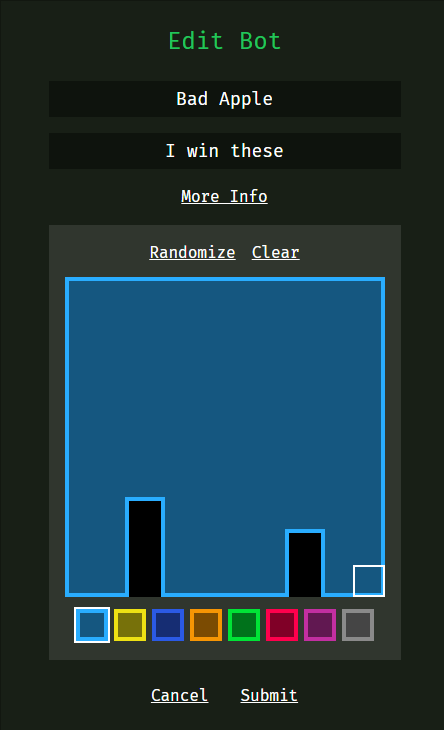 Edit Bot
Bad Apple
I win these
More Info
Randomize Clear
Cancel Submit